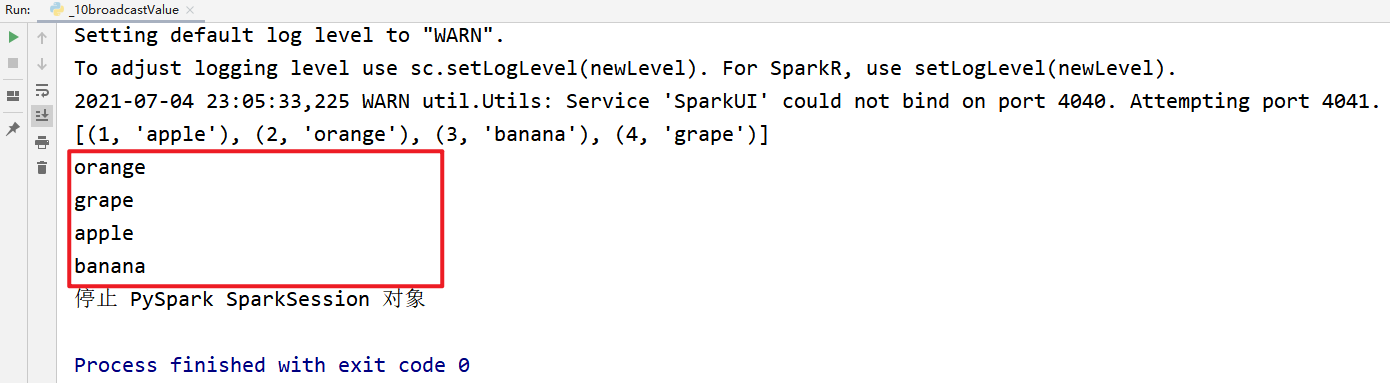 Run: _10broadcastValue ×
Setting default log level to "WARN".
To adjust logging level use sc.setLogLevel(newLevel). For SparkR, use setLogLevel(newLevel).
2021-07-04 23:05:33,225 WARN util.Utils: Service 'SparkUI' could not bind on port 4040. Attempting port 4041.
[(1, 'apple'), (2, 'orange'), (3, 'banana'), (4, 'grape')]
orange
grape
apple
banana
停止 PySpark SparkSession 对象
Process finished with exit code 0